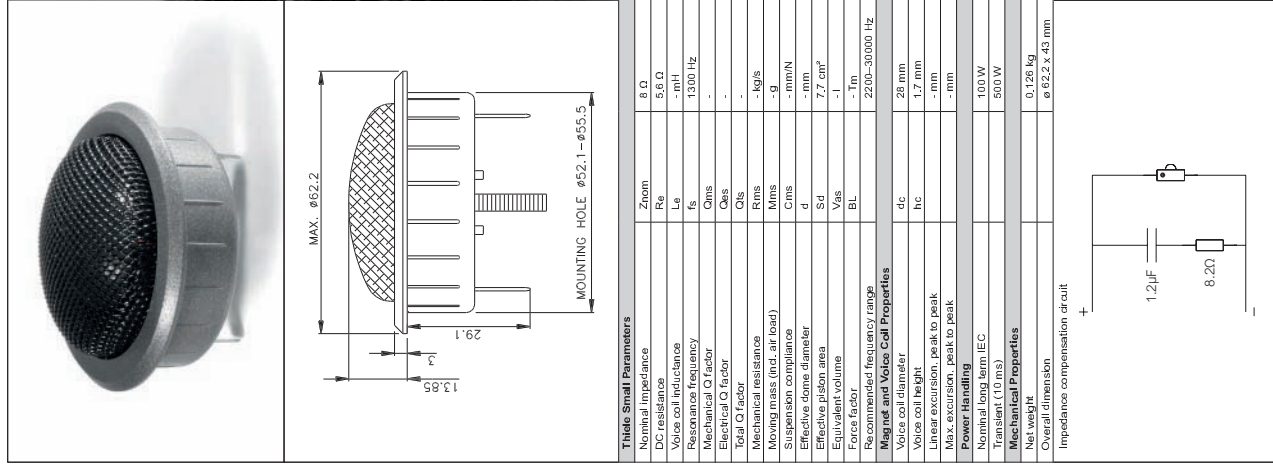 MAX. ø62.2
MOUNTING HOLE ø52.1–ø55.5
29.1
3
13.85
Thiele Small Parameters
Nominal impedance Znom 8 Ω
DC resistance Re 5,6 Ω
Voice coil inductance Le - mH
Resonance frequency fs 1300 Hz
Mechanical Q factor Qms -
Electrical Q factor Qes -
Total Q factor Qts -
Mechanical resistance Rms - kg/s
Moving mass (incl. air load) Mms - g
Suspension compliance Cms - mm/N
Effective dome diameter d - mm
Effective piston area Sd 7,7 cm²
Equivalent volume Vas - l
Force factor BL - Tm
Recommended frequency range 2200–30000 Hz
Magnet and Voice Coil Properties
Voice coil diameter dc 28 mm
Voice coil height hc 1.7 mm
Linear excursion, peak to peak - mm
Max. excursion, peak to peak - mm
Power Handling
Nominal long term IEC 100 W
Transient (10 ms) 500 W
Mechanical Properties
Net weight 0,126 kg
Overall dimension ø 62,2 x 43 mm
Impedance compensation circuit
+
1.2µF
8.2Ω
–